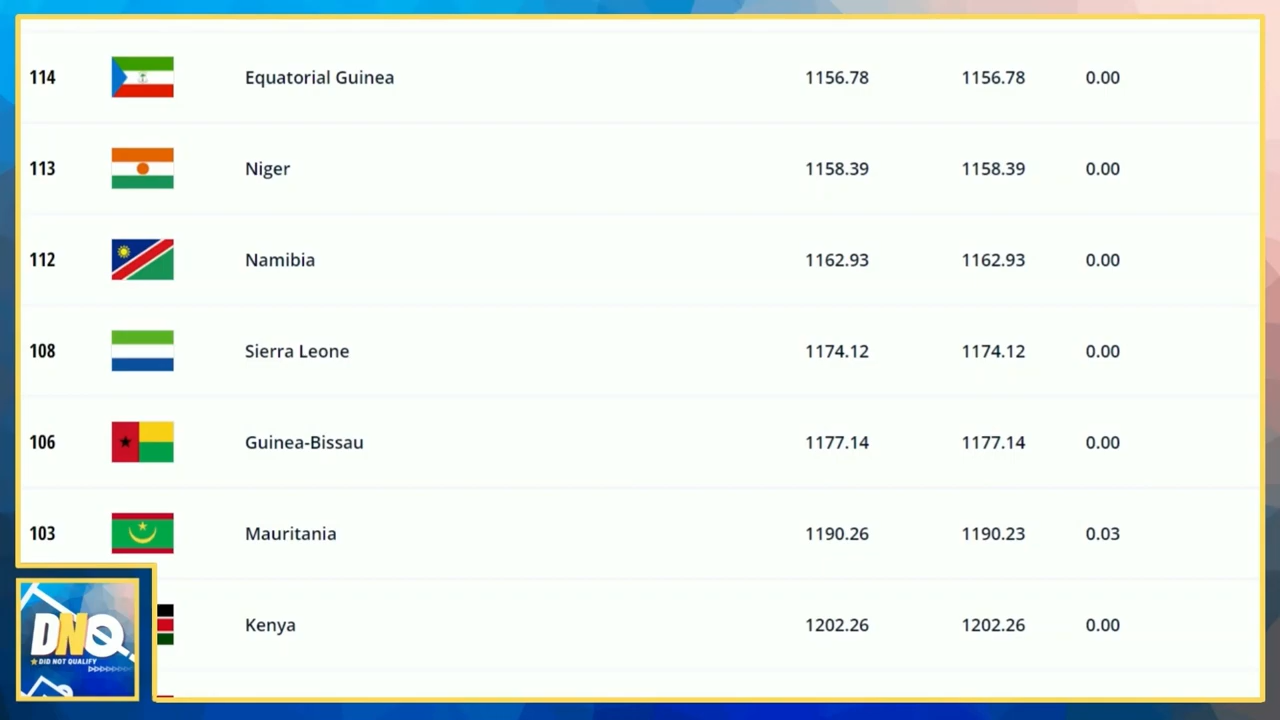 114 Equatorial Guinea 1156.78 1156.78 0.00
113 Niger 1158.39 1158.39 0.00
112 Namibia 1162.93 1162.93 0.00
108 Sierra Leone 1174.12 1174.12 0.00
106 Guinea-Bissau 1177.14 1177.14 0.00
103 Mauritania 1190.26 1190.23 0.03
Kenya 1202.26 1202.26 0.00
DNQ
DID NOT QUALIFY